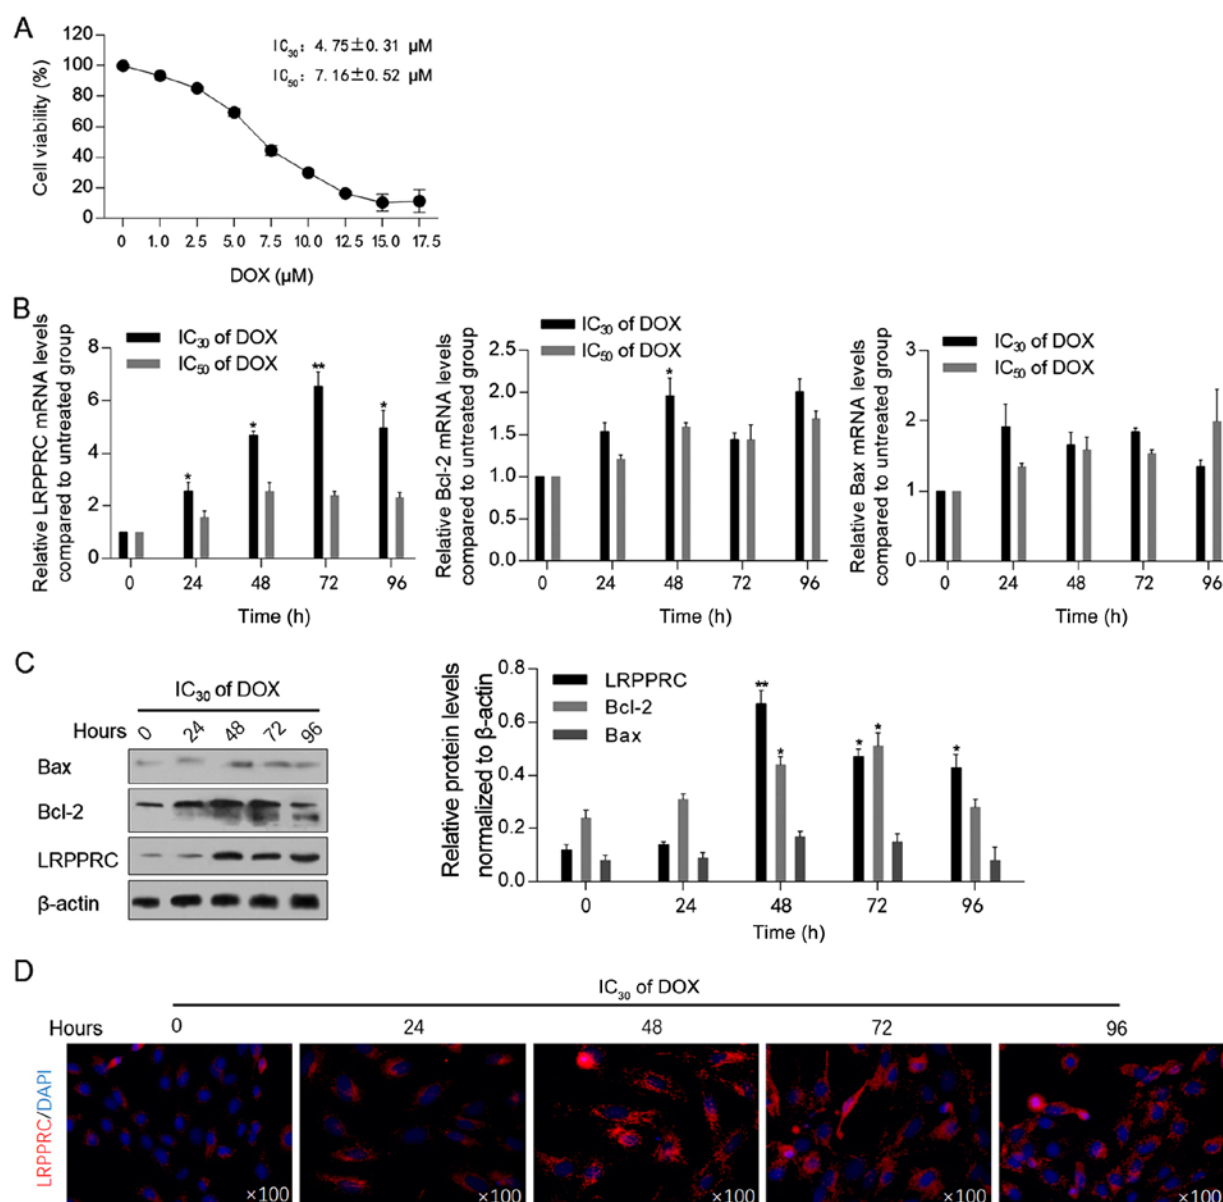 A
IC30: 4.75±0.31 μM
IC50: 7.16±0.52 μM
Cell viability (%)
120
100
80
60
40
20
0
0 1.0 2.5 5.0 7.5 10.0 12.5 15.0 17.5
DOX (μM)
B
Relative LRPPRC mRNA levels
compared to untreated group
IC30 of DOX
IC50 of DOX
8
6
4
2
0
* * ** *
0 24 48 72 96
Time (h)
Relative Bcl-2 mRNA levels
compared to untreated group
IC30 of DOX
IC50 of DOX
2.5
2.0
1.5
1.0
0.5
0.0
*
0 24 48 72 96
Time (h)
Relative Bax mRNA levels
compared to untreated group
IC30 of DOX
IC50 of DOX
3
2
1
0
0 24 48 72 96
Time (h)
C
IC30 of DOX
Hours 0 24 48 72 96
Bax
Bcl-2
LRPPRC
β-actin
Relative protein levels
normalized to β-actin
LRPPRC
Bcl-2
Bax
0.8
0.6
0.4
0.2
0.0
** * * * *
0 24 48 72 96
Time (h)
D
IC30 of DOX
Hours 0 24 48 72 96
LRPPRC/DAPI
×100 ×100 ×100 ×100 ×100